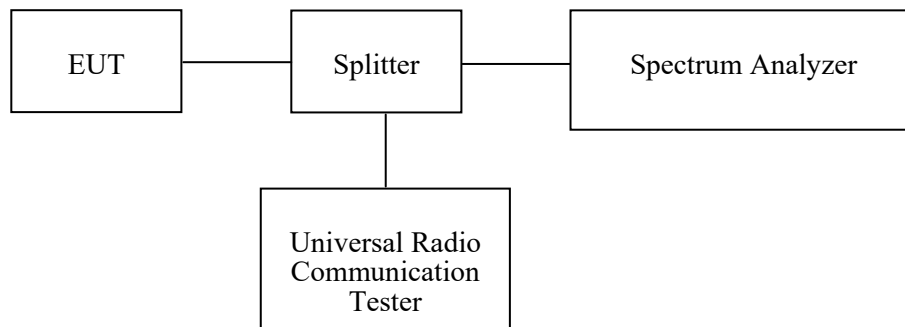 EUT
Splitter
Spectrum Analyzer
Universal Radio
Communication
Tester